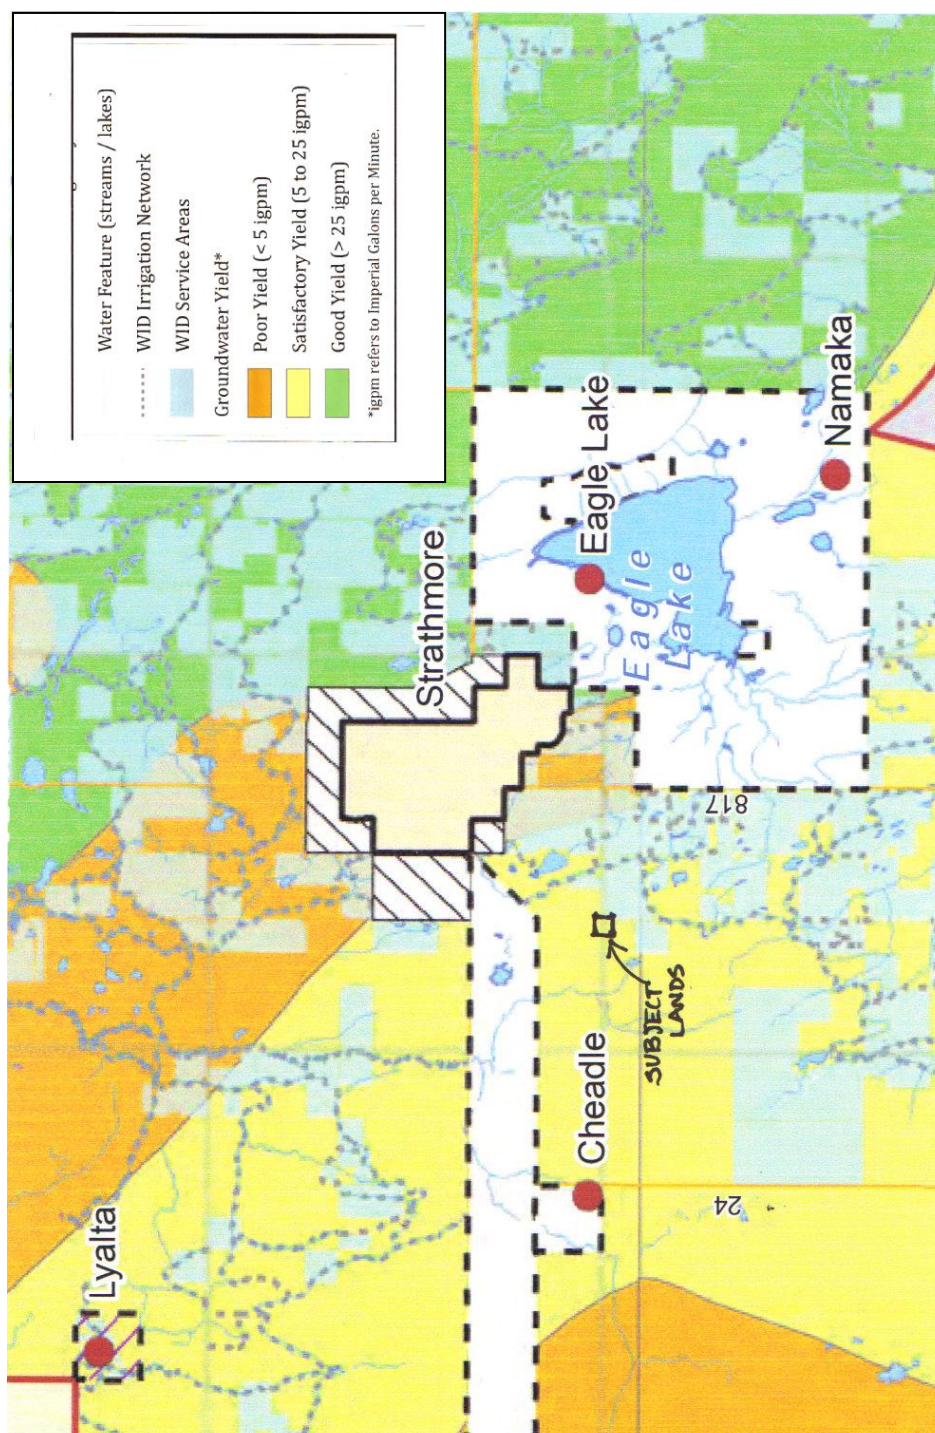 Water Feature (streams / lakes)
WID Irrigation Network
WID Service Areas
Groundwater Yield*
Poor Yield (< 5 igpm)
Satisfactory Yield (5 to 25 igpm)
Good Yield (> 25 igpm)
*igpm refers to Imperial Galons per Minute.
Lyalta
Strathmore
Cheadle
SUBJECT
LANDS
Eagle Lake
Eagle
Lake
Namaka
24
817